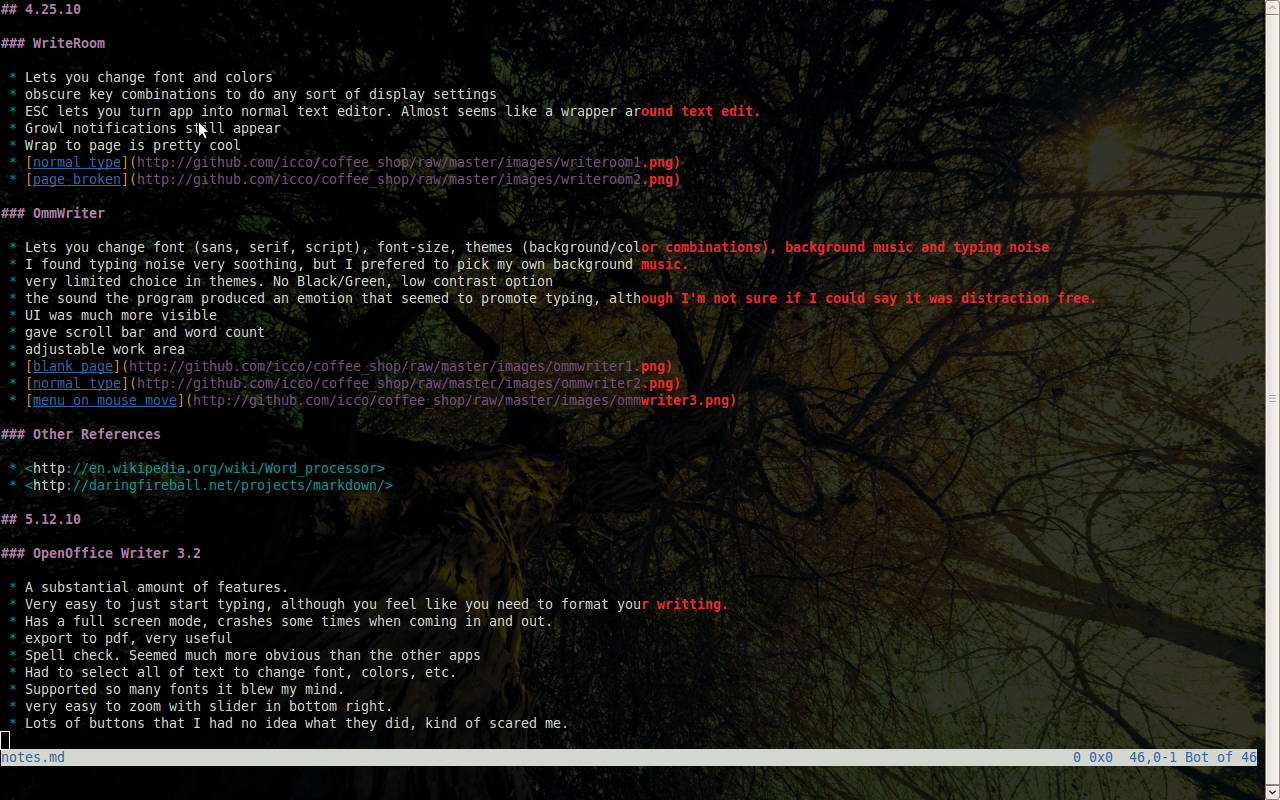 ## 4.25.10
### WriteRoom
* Lets you change font and colors
* obscure key combinations to do any sort of display settings
* ESC lets you turn app into normal text editor. Almost seems like a wrapper around text edit.
* Growl notifications still appear
* Wrap to page is pretty cool
* [normal type](http://github.com/icco/coffee_shop/raw/master/images/writeroom1.png)
* [page broken](http://github.com/icco/coffee_shop/raw/master/images/writeroom2.png)
### OmmWriter
* Lets you change font (sans, serif, script), font-size, themes (background/color combinations), background music and typing noise
* I found typing noise very soothing, but I prefered to pick my own background music.
* very limited choice in themes. No Black/Green, low contrast option
* the sound the program produced an emotion that seemed to promote typing, although I'm not sure if I could say it was distraction free.
* UI was much more visible
* gave scroll bar and word count
* adjustable work area
* [blank page](http://github.com/icco/coffee_shop/raw/master/images/ommwriter1.png)
* [normal type](http://github.com/icco/coffee_shop/raw/master/images/ommwriter2.png)
* [menu on mouse move](http://github.com/icco/coffee_shop/raw/master/images/ommwriter3.png)
### Other References
* <http://en.wikipedia.org/wiki/Word_processor>
* <http://daringfireball.net/projects/markdown/>
## 5.12.10
### OpenOffice Writer 3.2
* A substantial amount of features.
* Very easy to just start typing, although you feel like you need to format your writting.
* Has a full screen mode, crashes some times when coming in and out.
* export to pdf, very useful
* Spell check. Seemed much more obvious than the other apps
* Had to select all of text to change font, colors, etc.
* Supported so many fonts it blew my mind.
* very easy to zoom with slider in bottom right.
* Lots of buttons that I had no idea what they did, kind of scared me.
notes.md 0 0x0 46,0-1 Bot of 46